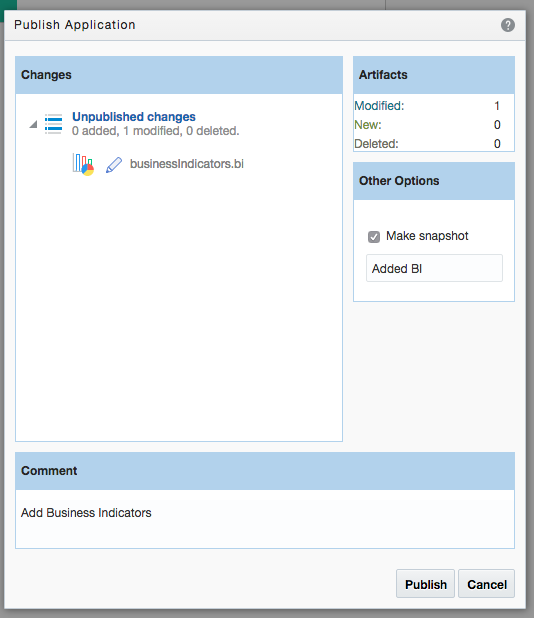 Publish Application
?
Changes
Unpublished changes
0 added, 1 modified, 0 deleted.
businessIndicators.bi
Artifacts
Modified: 1
New: 0
Deleted: 0
Other Options
Make snapshot
Added BI
Comment
Add Business Indicators
Publish Cancel